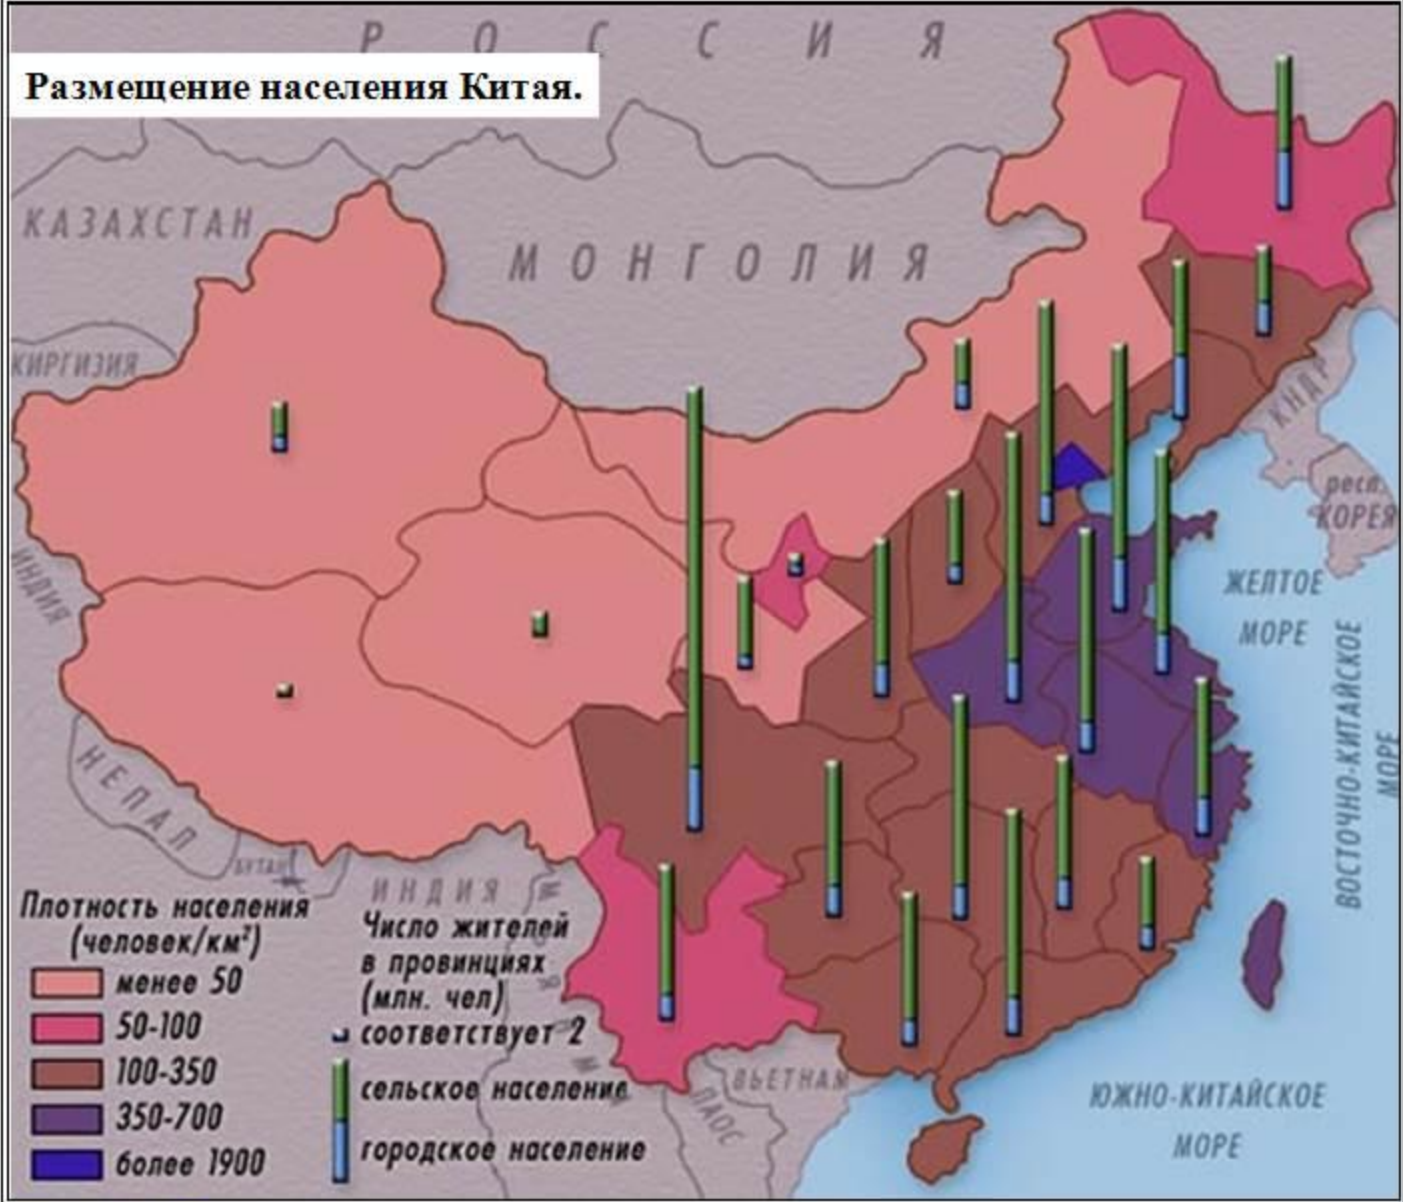 РОССИЯ
Размещение населения Китая.
КАЗАХСТАН
МОНГОЛИЯ
КИРГИЗИЯ
КНДР
респ.
КОРЕЯ
ИНДИЯ
ЖЕЛТОЕ
МОРЕ
ВОСТОЧНО-КИТАЙСКОЕ
МОРЕ
НЕПАЛ
БУТАН
ИНДИЯ
Плотность населения
(человек/км²)
менее 50
50-100
100-350
350-700
более 1900
Число жителей
в провинциях
(млн. чел)
соответствует 2
сельское население
городское население
ВЬЕТНАМ
ЛАОС
ЮЖНО-КИТАЙСКОЕ
МОРЕ